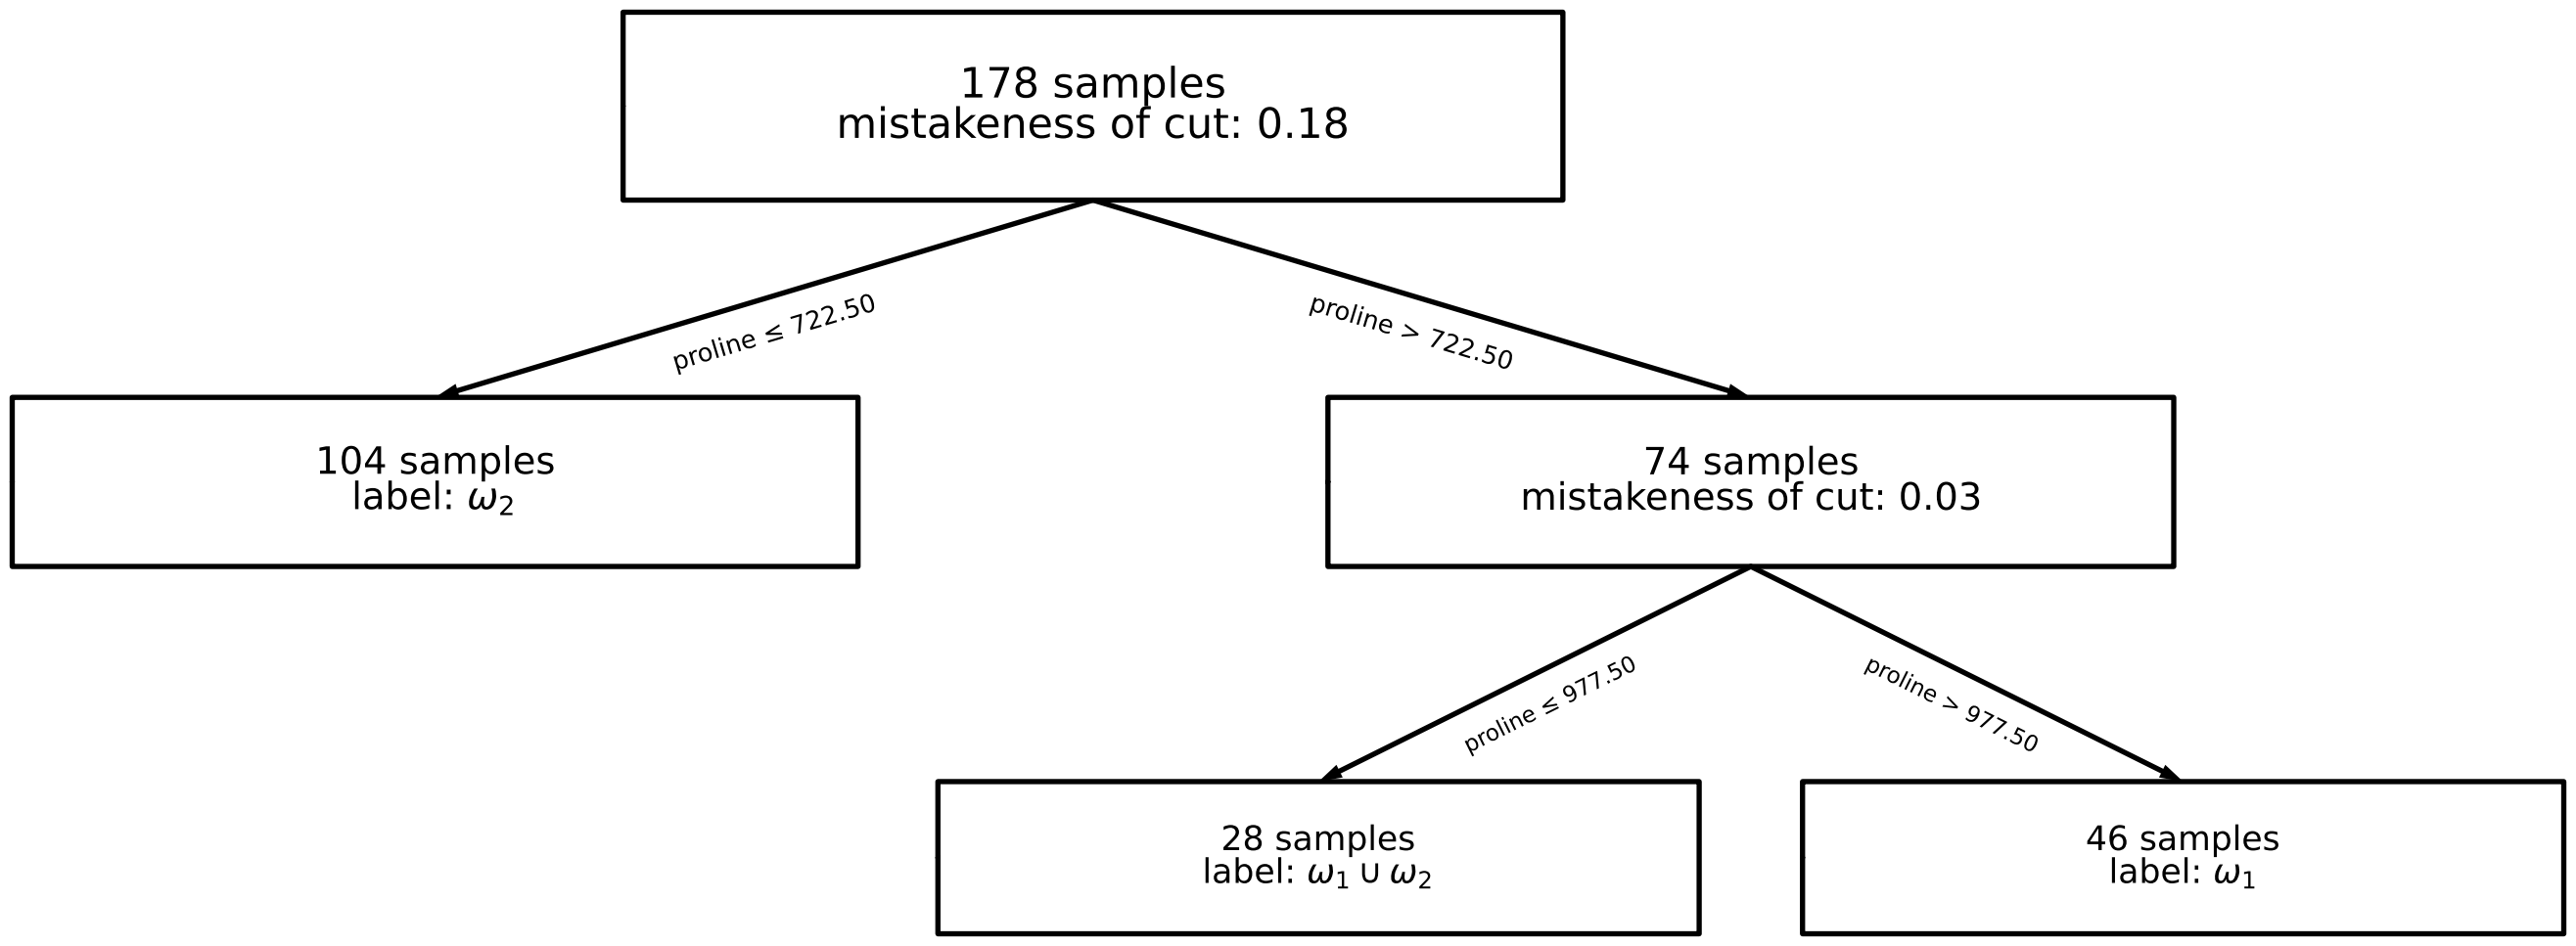 178 samples
mistakeness of cut: 0.18
proline ≤ 722.50
proline > 722.50
104 samples
label: ω₂
74 samples
mistakeness of cut: 0.03
proline ≤ 977.50
proline > 977.50
28 samples
label: ω₁ ∪ ω₂
46 samples
label: ω₁